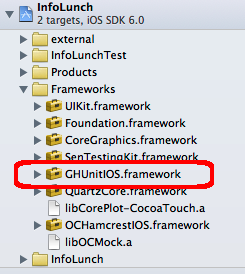 InfoLunch
2 targets, iOS SDK 6.0
external
InfoLunchTest
Products
Frameworks
UIKit.framework
Foundation.framework
CoreGraphics.framework
SenTestingKit.framework
GHUnitIOS.framework
QuartzCore.framework
libCorePlot-CocoaTouch.a
OCHamcrestIOS.framework
libOCMock.a
InfoLunch